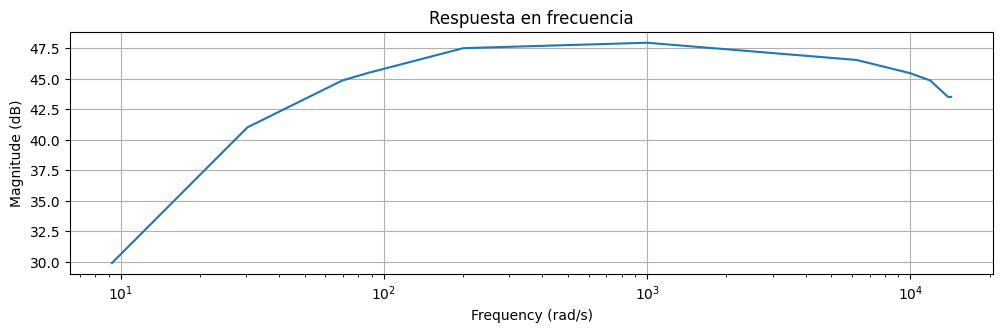 Respuesta en frecuencia
Magnitude (dB)
47.5
45.0
42.5
40.0
37.5
35.0
32.5
30.0
10¹ 10² 10³ 10⁴
Frequency (rad/s)